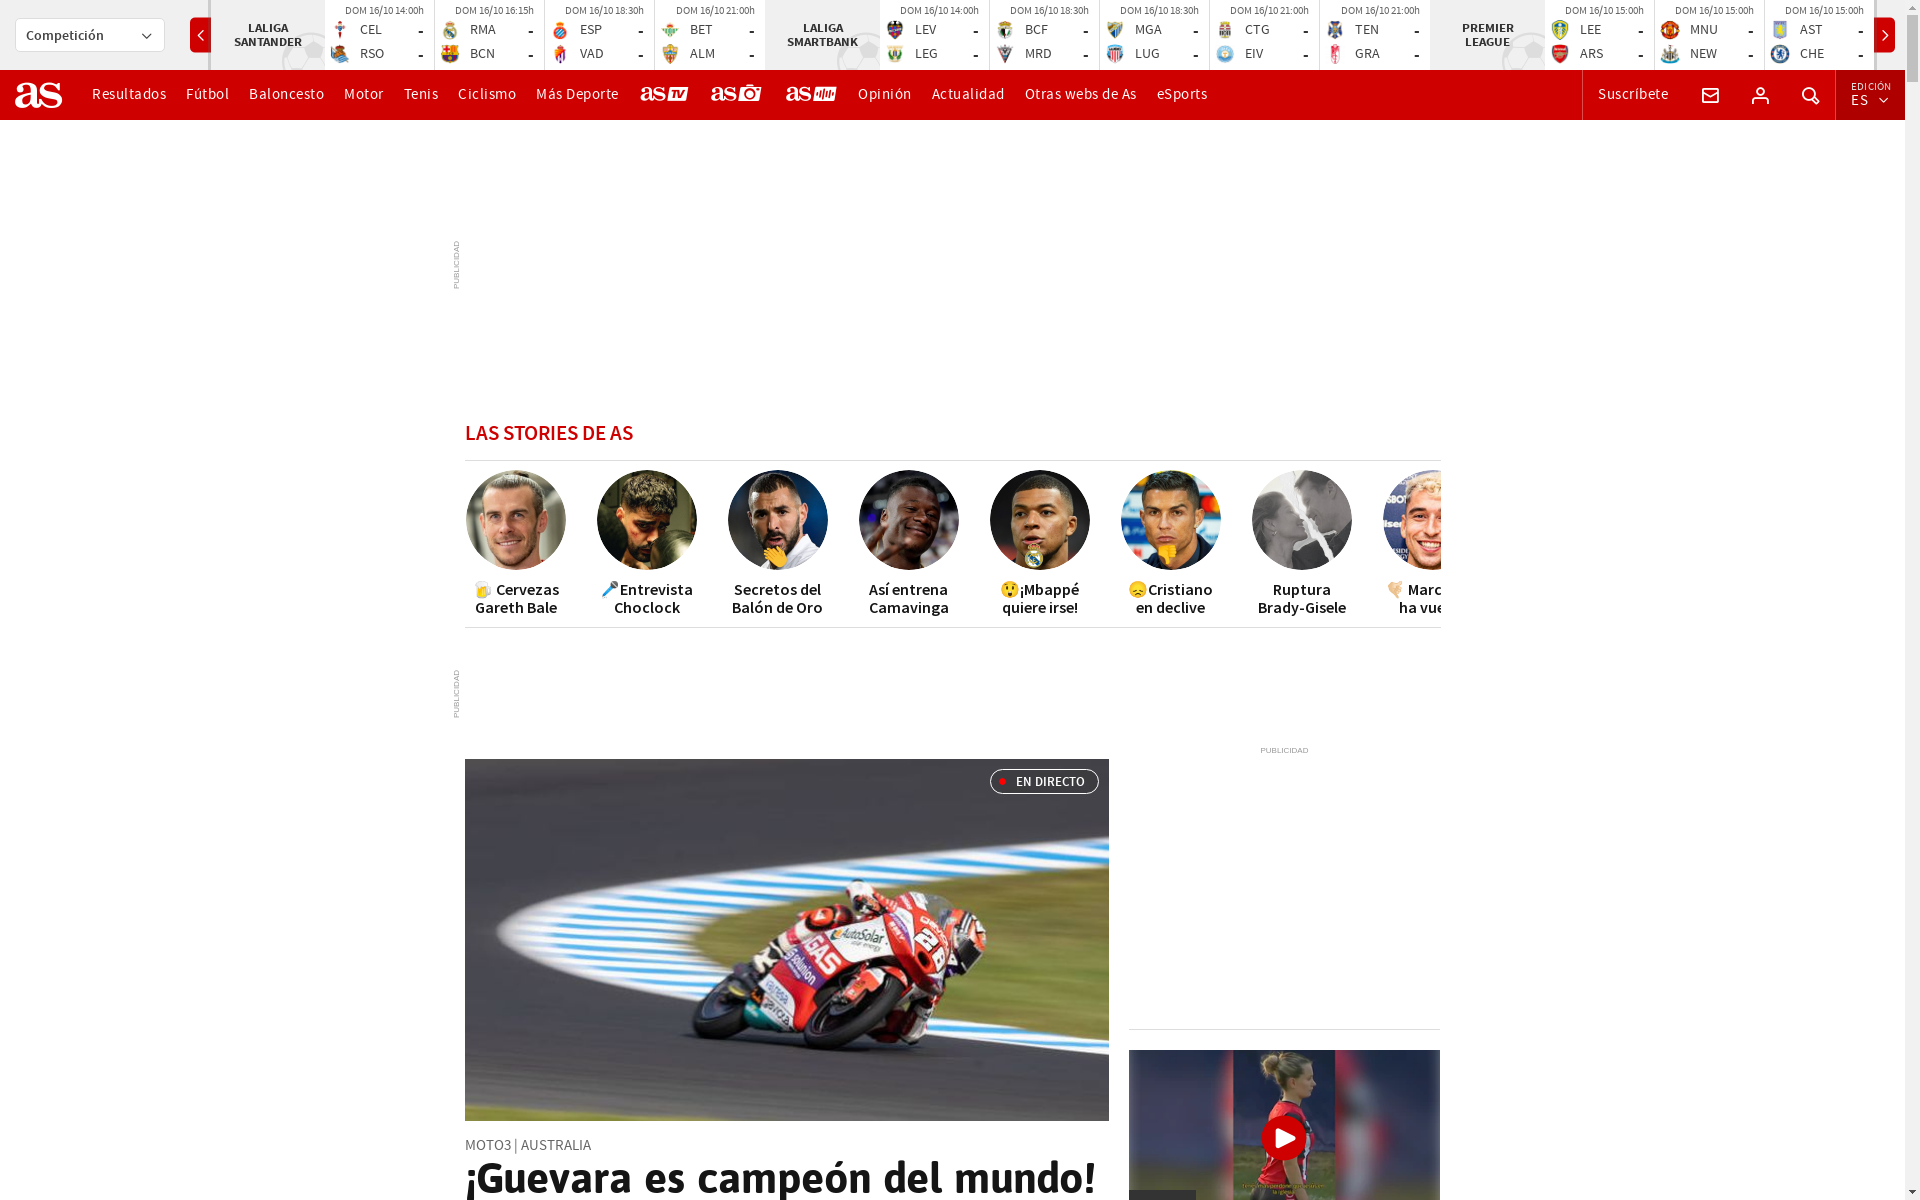 Competición
LALIGA
SANTANDER
DOM 16/10 14:00h
CEL -
RSO -
DOM 16/10 16:15h
RMA -
BCN -
DOM 16/10 18:30h
ESP -
VAD -
DOM 16/10 21:00h
BET -
ALM -
LALIGA
SMARTBANK
DOM 16/10 14:00h
LEV -
LEG -
DOM 16/10 18:30h
BCF -
MRD -
DOM 16/10 18:30h
MGA -
LUG -
DOM 16/10 21:00h
CTG -
EIV -
DOM 16/10 21:00h
TEN -
GRA -
PREMIER
LEAGUE
DOM 16/10 15:00h
LEE -
ARS -
DOM 16/10 15:00h
MNU -
NEW -
DOM 16/10 15:00h
AST -
CHE -
as Resultados Fútbol Baloncesto Motor Tenis Ciclismo Más Deporte as TV as as Opinión Actualidad Otras webs de As eSports Suscríbete
EDICIÓN
ES
PUBLICIDAD
LAS STORIES DE AS
🍺 Cervezas
Gareth Bale
🎤Entrevista
Choclock
Secretos del
Balón de Oro
Así entrena
Camavinga
😲¡Mbappé
quiere irse!
😞Cristiano
en declive
Ruptura
Brady-Gisele
Marc
ha vue
PUBLICIDAD
PUBLICIDAD
EN DIRECTO
AutoSolar
28
GAS
MOTO3 | AUSTRALIA
¡Guevara es campeón del mundo!